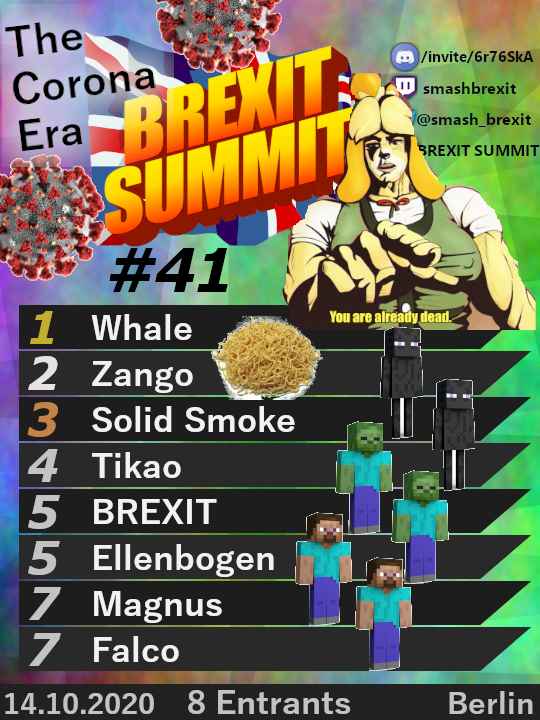 The
Corona
Era
BREXIT
SUMMIT
#41
/invite/6r76SkA
smashbrexit
@smash_brexit
BREXIT SUMMIT
You are already dead.
1 Whale
2 Zango
3 Solid Smoke
4 Tikao
5 BREXIT
5 Ellenbogen
7 Magnus
7 Falco
14.10.2020 8 Entrants Berlin